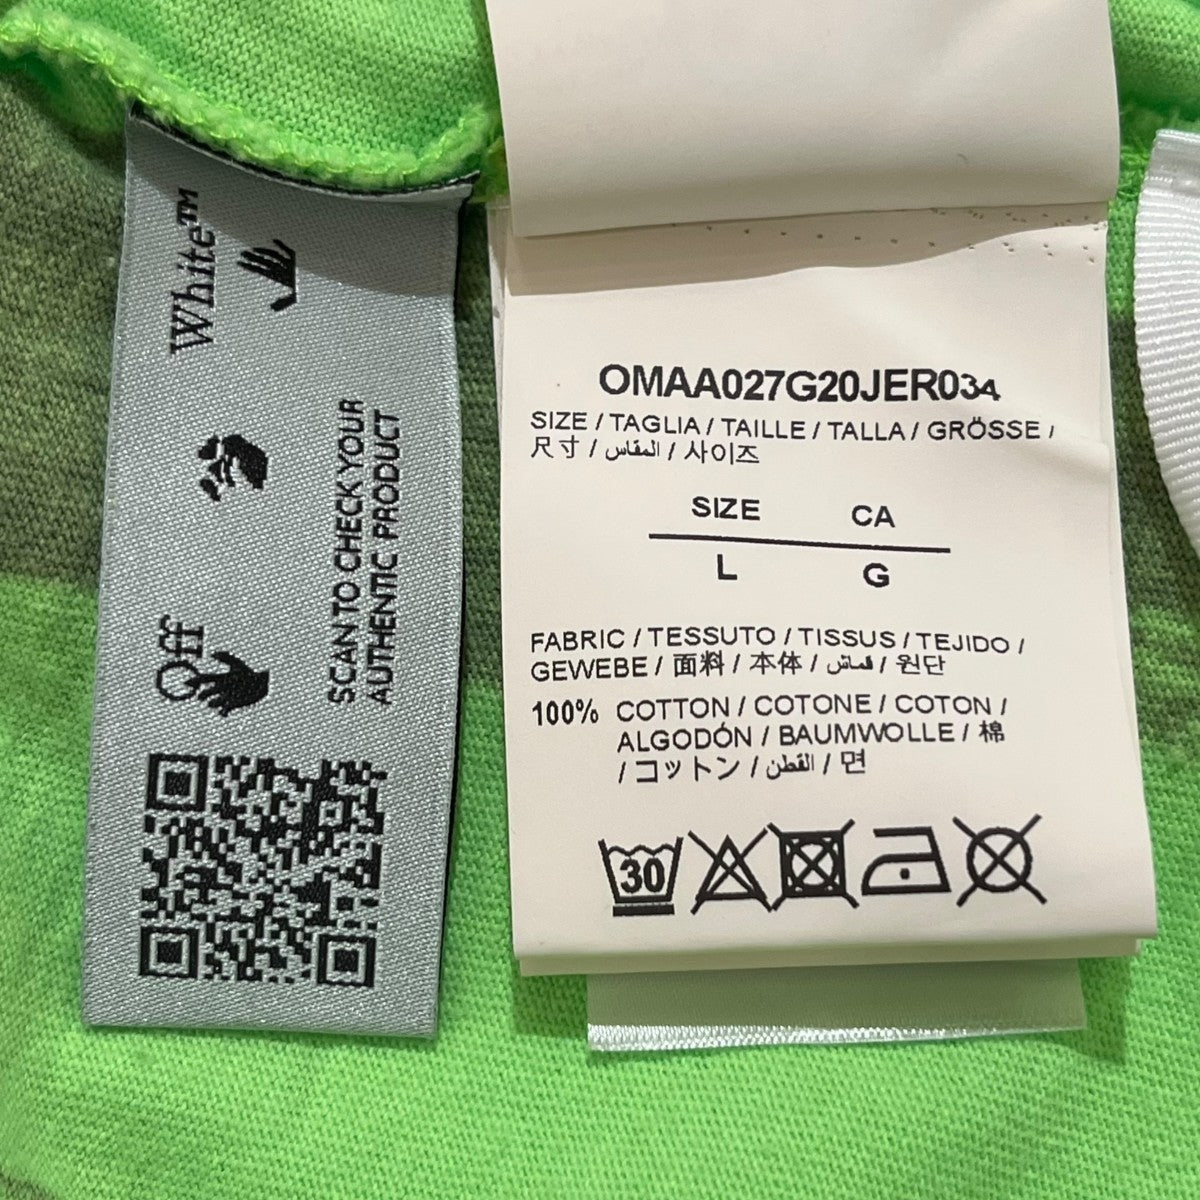 Off White™
SCAN TO CHECK YOUR
AUTHENTIC PRODUCT
OMAA027G20JER034
SIZE / TAGLIA / TAILLE / TALLA / GRÖSSE /
尺寸 / المقاس / 사이즈
SIZE CA
L G
FABRIC / TESSUTO / TISSUS / TEJIDO /
GEWEBE / 面料 / 本体 / قماش / 원단
100% COTTON / COTONE / COTON /
ALGODÓN / BAUMWOLLE / 棉
/ コットン / القطن / 면
30